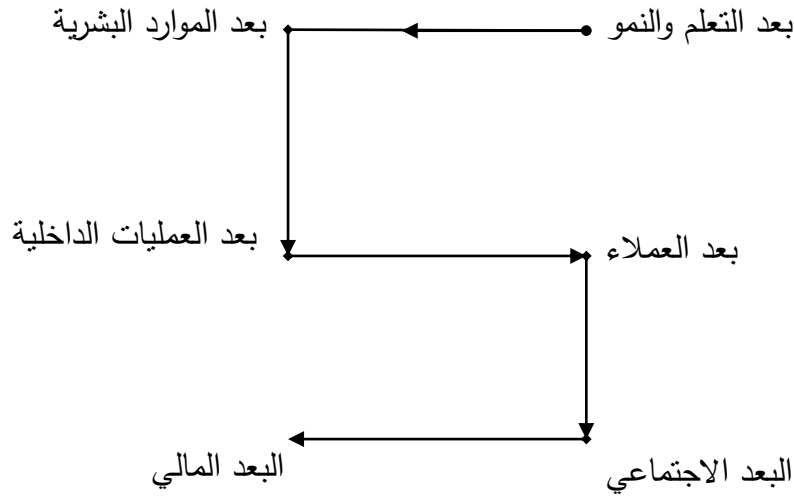 بعد التعلم والنمو
بعد الموارد البشرية
بعد العملاء
بعد العمليات الداخلية
البعد الاجتماعي
البعد المالي